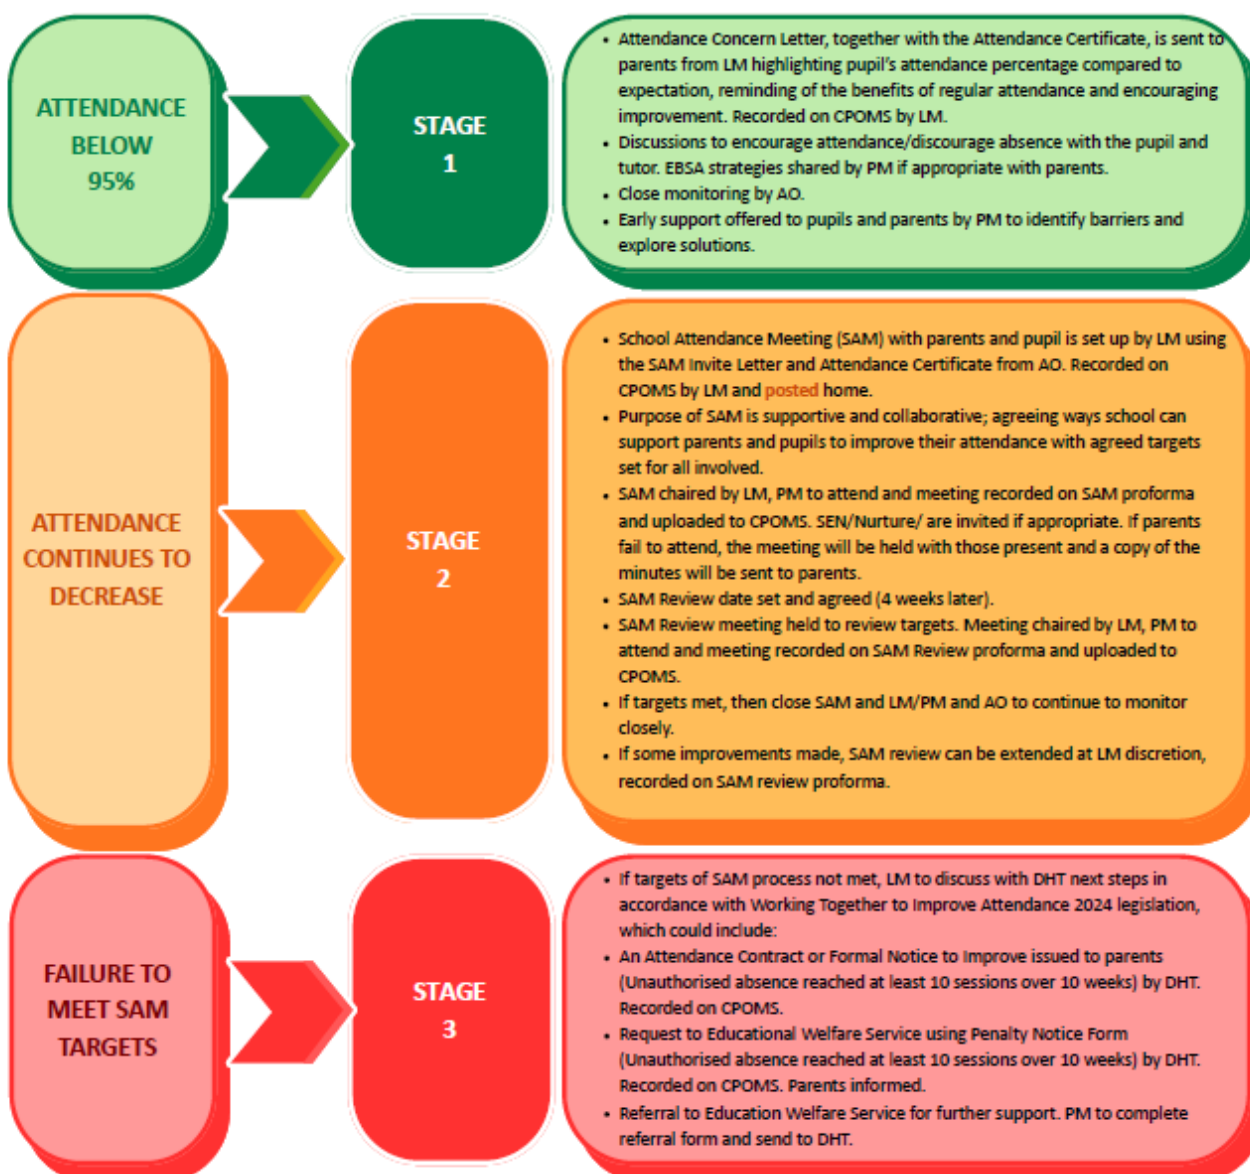 ATTENDANCE
BELOW
95%
STAGE
1
• Attendance Concern Letter, together with the Attendance Certificate, is sent to
parents from LM highlighting pupil's attendance percentage compared to
expectation, reminding of the benefits of regular attendance and encouraging
improvement. Recorded on CPOMS by LM.
• Discussions to encourage attendance/discourage absence with the pupil and
tutor. EBSA strategies shared by PM if appropriate with parents.
• Close monitoring by AO.
• Early support offered to pupils and parents by PM to identify barriers and
explore solutions.
ATTENDANCE
CONTINUES TO
DECREASE
STAGE
2
• School Attendance Meeting (SAM) with parents and pupil is set up by LM using
the SAM Invite Letter and Attendance Certificate from AO. Recorded on
CPOMS by LM and posted home.
• Purpose of SAM is supportive and collaborative; agreeing ways school can
support parents and pupils to improve their attendance with agreed targets
set for all involved.
• SAM chaired by LM, PM to attend and meeting recorded on SAM proforma
and uploaded to CPOMS. SEN/Nurture/ are invited if appropriate. If parents
fail to attend, the meeting will be held with those present and a copy of the
minutes will be sent to parents.
• SAM Review date set and agreed (4 weeks later).
• SAM Review meeting held to review targets. Meeting chaired by LM, PM to
attend and meeting recorded on SAM Review proforma and uploaded to
CPOMS.
• If targets met, then close SAM and LM/PM and AO to continue to monitor
closely.
• If some improvements made, SAM review can be extended at LM discretion,
recorded on SAM review proforma.
FAILURE TO
MEET SAM
TARGETS
STAGE
3
• If targets of SAM process not met, LM to discuss with DHT next steps in
accordance with Working Together to Improve Attendance 2024 legislation,
which could include:
• An Attendance Contract or Formal Notice to Improve issued to parents
(Unauthorised absence reached at least 10 sessions over 10 weeks) by DHT.
Recorded on CPOMS.
• Request to Educational Welfare Service using Penalty Notice Form
(Unauthorised absence reached at least 10 sessions over 10 weeks) by DHT.
Recorded on CPOMS. Parents informed.
• Referral to Education Welfare Service for further support. PM to complete
referral form and send to DHT.